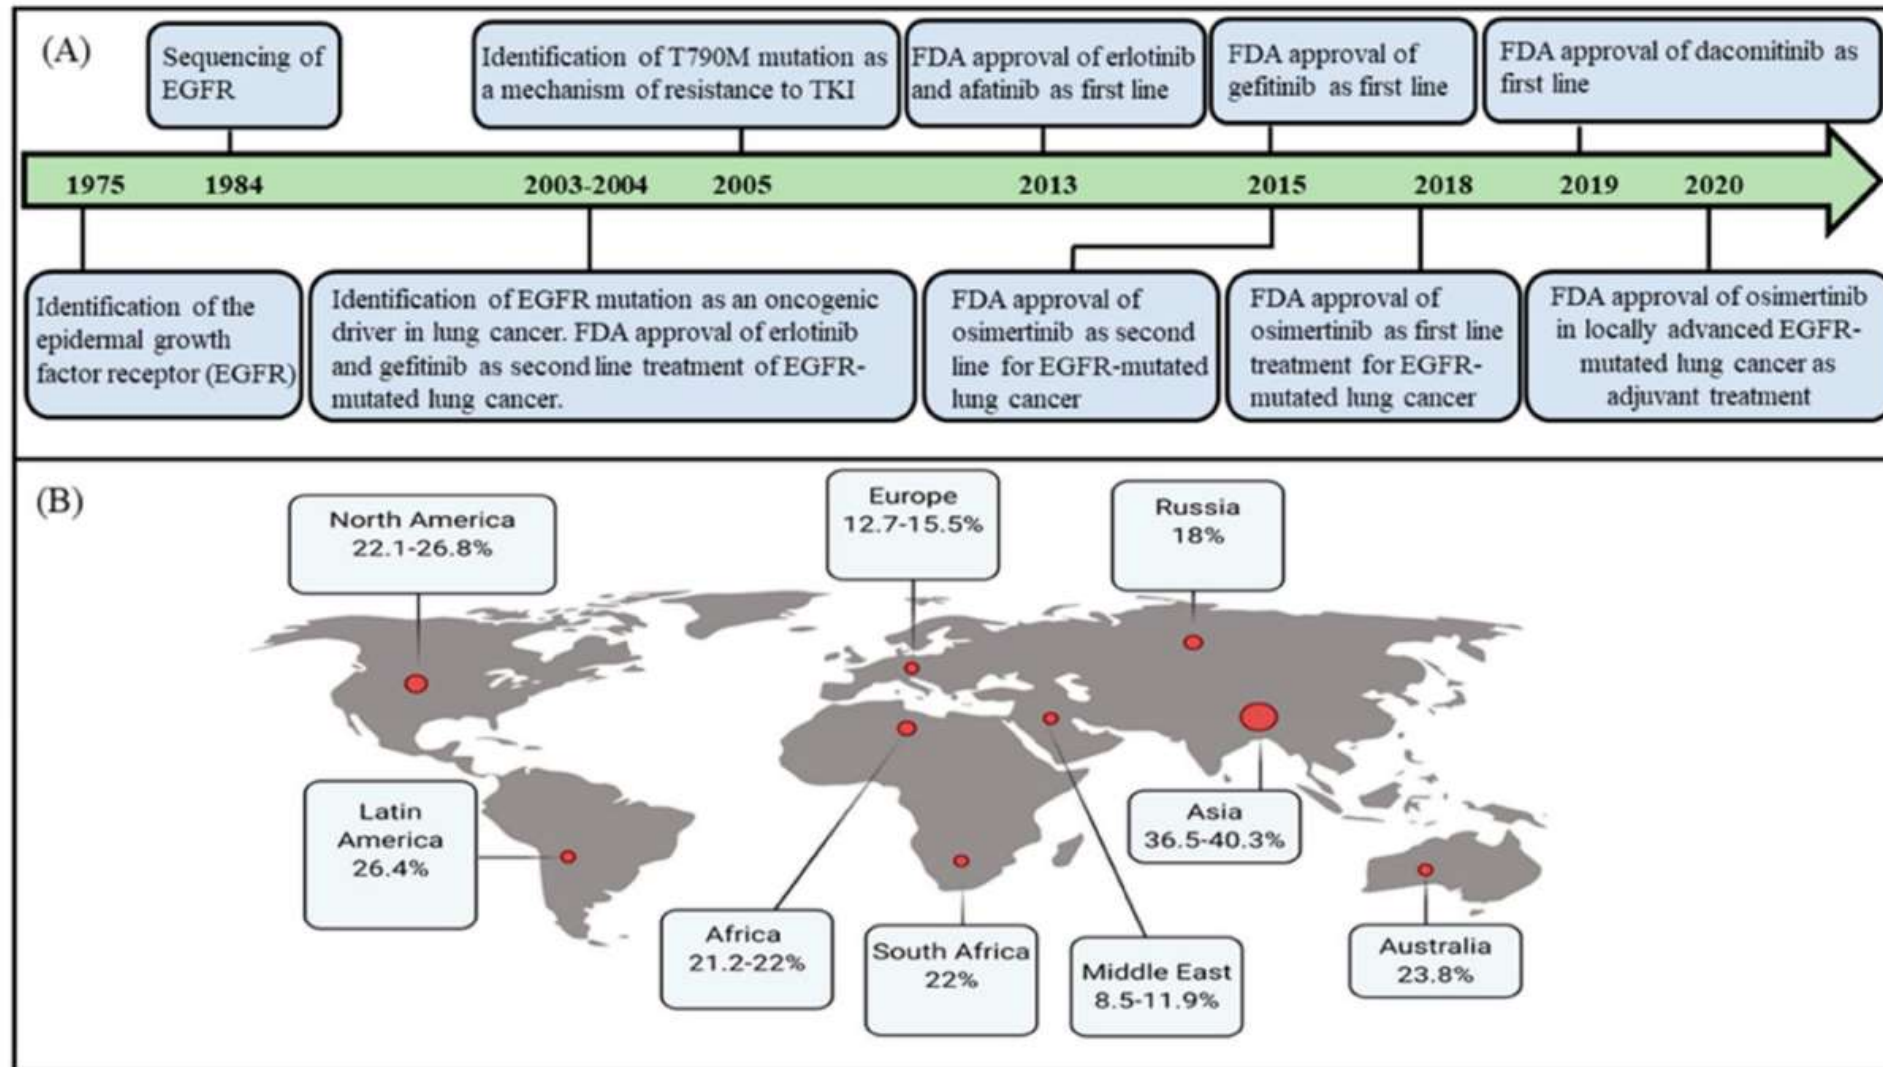 (A)
Sequencing of
EGFR
Identification of T790M mutation as
a mechanism of resistance to TKI
FDA approval of erlotinib
and afatinib as first line
FDA approval of
gefitinib as first line
FDA approval of dacomitinib as
first line
1975 1984 2003-2004 2005 2013 2015 2018 2019 2020
Identification of the
epidermal growth
factor receptor (EGFR)
Identification of EGFR mutation as an oncogenic
driver in lung cancer. FDA approval of erlotinib
and gefitinib as second line treatment of EGFR-
mutated lung cancer.
FDA approval of
osimertinib as second
line for EGFR-mutated
lung cancer
FDA approval of
osimertinib as first line
treatment for EGFR-
mutated lung cancer
FDA approval of osimertinib
in locally advanced EGFR-
mutated lung cancer as
adjuvant treatment
(B)
North America
22.1-26.8%
Europe
12.7-15.5%
Russia
18%
Latin
America
26.4%
Africa
21.2-22%
South Africa
22%
Middle East
8.5-11.9%
Asia
36.5-40.3%
Australia
23.8%